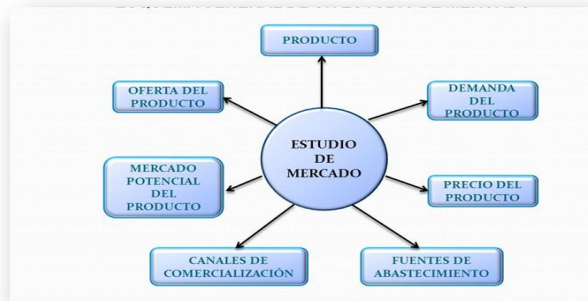 PRODUCTO
OFERTA DEL
PRODUCTO
DEMANDA
DEL
PRODUCTO
ESTUDIO
DE
MERCADO
MERCADO
POTENCIAL
DEL
PRODUCTO
PRECIO DEL
PRODUCTO
CANALES DE
COMERCIALIZACIÓN
FUENTES DE
ABASTECIMIENTO